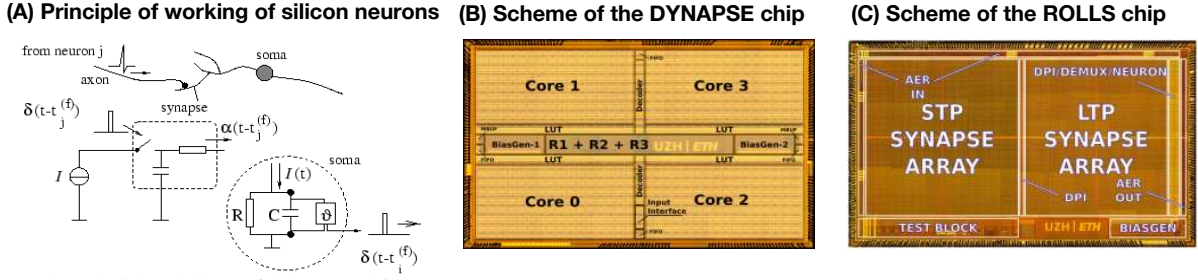 (A) Principle of working of silicon neurons
from neuron j
axon
soma
synapse
δ(t-t_j^(f))
α(t-t_j^(f))
I
soma
I(t)
R
C
ϑ
δ(t-t_i^(f))
(B) Scheme of the DYNAPSE chip
FIFO
Core 1
Decoder
Core 3
LUT
LUT
BiasGen-1
R1 + R2 + R3
UZH | ETH
BiasGen-2
FIFO
LUT
LUT
FIFO
Core 0
Decoder
Core 2
Input
Interface
FIFO
(C) Scheme of the ROLLS chip
AER
IN
DPI/DEMUX/NEURON
STP
SYNAPSE
ARRAY
LTP
SYNAPSE
ARRAY
DPI
AER
OUT
TEST BLOCK
UZH | ETH
BIASGEN